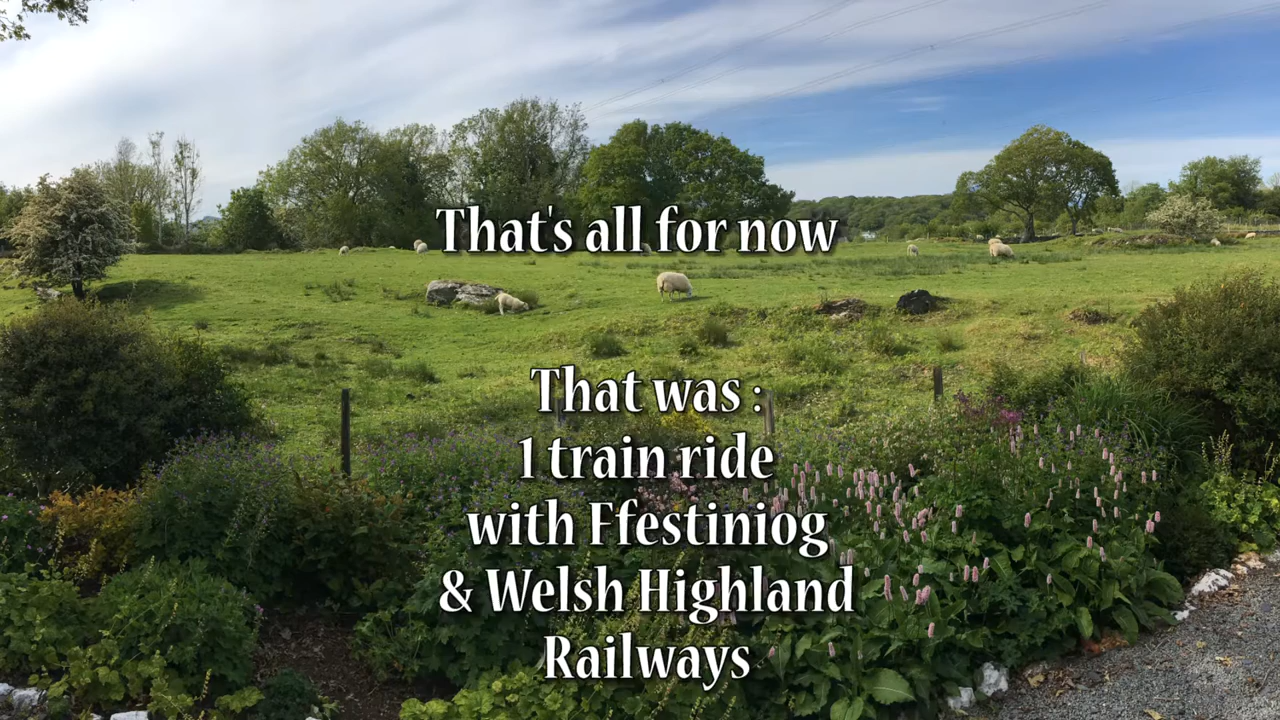 That's all for now
That was :
1 train ride
with Ffestiniog
& Welsh Highland
Railways